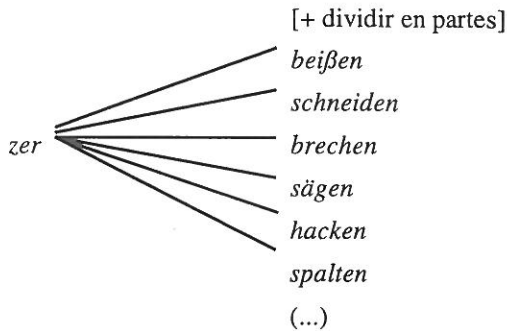 [+ dividir en partes]
beißen
schneiden
zer
brechen
sägen
hacken
spalten
(...)